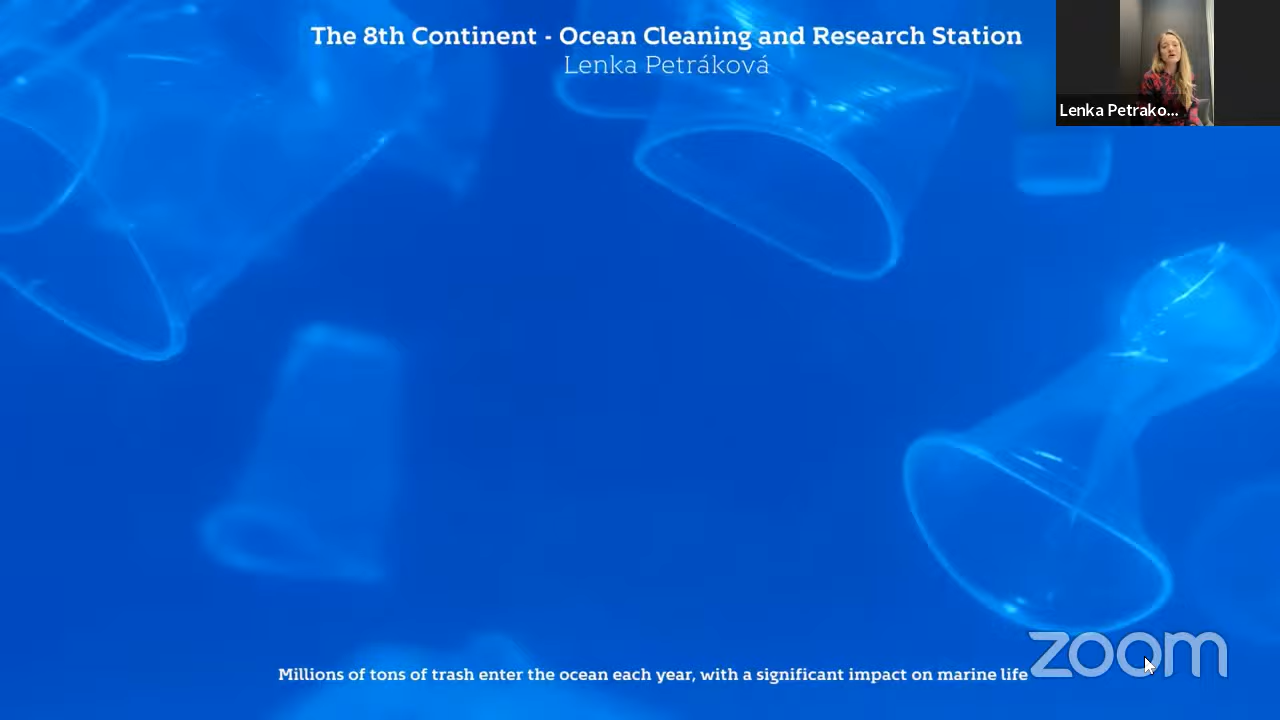 The 8th Continent - Ocean Cleaning and Research Station
Lenka Petráková
Lenka Petrako...
Millions of tons of trash enter the ocean each year, with a significant impact on marine life
zoom